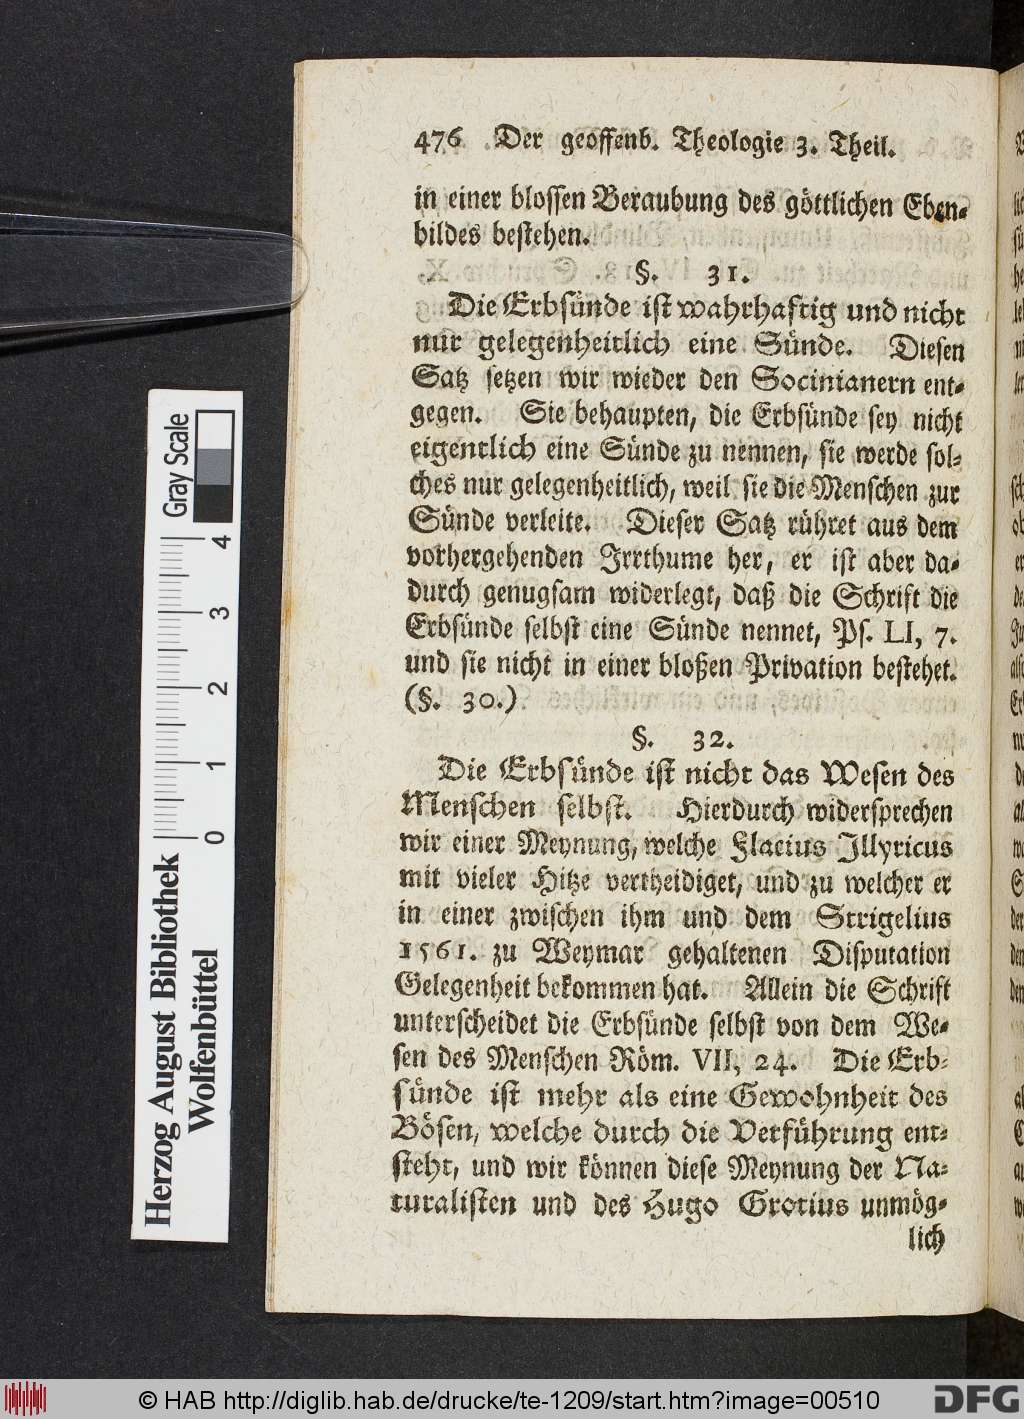 476 Der geoffenb. Theologie 3. Theil.
in einer blossen Beraubung des göttlichen Eben-
bildes bestehen.
§. 31.
Die Erbsünde ist wahrhaftig und nicht
nur gelegenheitlich eine Sünde. Diesen
Satz setzen wir wieder den Socinianern ent-
gegen. Sie behaupten, die Erbsünde sey nicht
eigentlich eine Sünde zu nennen, sie werde sol-
ches nur gelegenheitlich, weil sie die Menschen zur
Sünde verleite. Dieser Satz rühret aus dem
vorhergehenden Irrthume her, er ist aber da-
durch genugsam widerlegt, daß die Schrift die
Erbsünde selbst eine Sünde nennet, Ps. LI, 7.
und sie nicht in einer bloßen Privation bestehet.
(§. 30.)
§. 32.
Die Erbsünde ist nicht das Wesen des
Menschen selbst. Hierdurch widersprechen
wir einer Meynung, welche Flacius Illyricus
mit vieler Hitze vertheidiget, und zu welcher er
in einer zwischen ihm und dem Strigelius
1561. zu Weymar gehaltenen Disputation
Gelegenheit bekommen hat. Allein die Schrift
unterscheidet die Erbsünde selbst von dem We-
sen des Menschen Röm. VII, 24. Die Erb-
sünde ist mehr als eine Gewohnheit des
Bösen, welche durch die Verführung ent-
steht, und wir können diese Meynung der Na-
turalisten und des Hugo Grotius unmög-
lich
Herzog August Bibliothek
Wolfenbüttel
0 1 2 3 4
Gray Scale
© HAB http://diglib.hab.de/drucke/te-1209/start.htm?image=00510
DFG